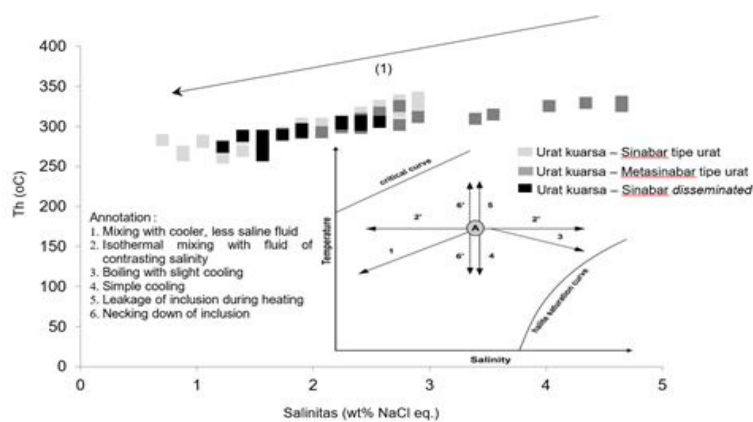 400
350
300
250
200
150
100
50
0
Th (oC)
0
1
2
3
4
5
Salinitas (wt% NaCl eq.)
(1)
Urat kuarsa – Sinabar tipe urat
Urat kuarsa – Metasinabar tipe urat
Urat kuarsa – Sinabar disseminated
Annotation :
1. Mixing with cooler, less saline fluid
2. Isothermal mixing with fluid of
contrasting salinity
3. Boiling with slight cooling
4. Simple cooling
5. Leakage of inclusion during heating
6. Necking down of inclusion
critical curve
Temperature
6'
5
2'
A
2'
1
3
6'
4
halite saturation curve
Salinity